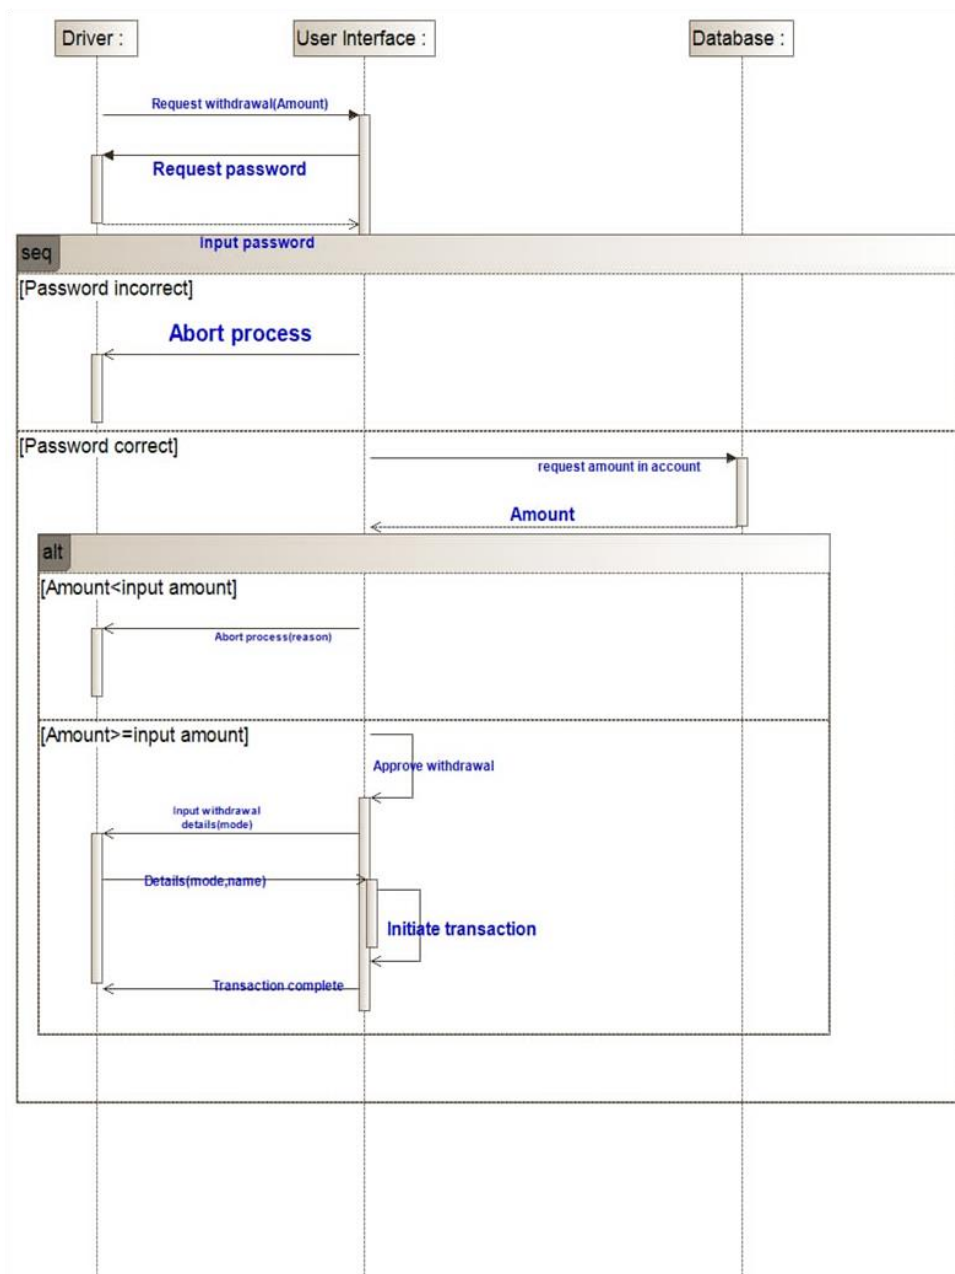 Driver :
User Interface :
Database :
Request withdrawal(Amount)
Request password
Input password
seq
[Password incorrect]
Abort process
[Password correct]
request amount in account
Amount
alt
[Amount<input amount]
Abort process(reason)
[Amount>=input amount]
Approve withdrawal
Input withdrawal
details(mode)
Details(mode,name)
Initiate transaction
Transaction complete